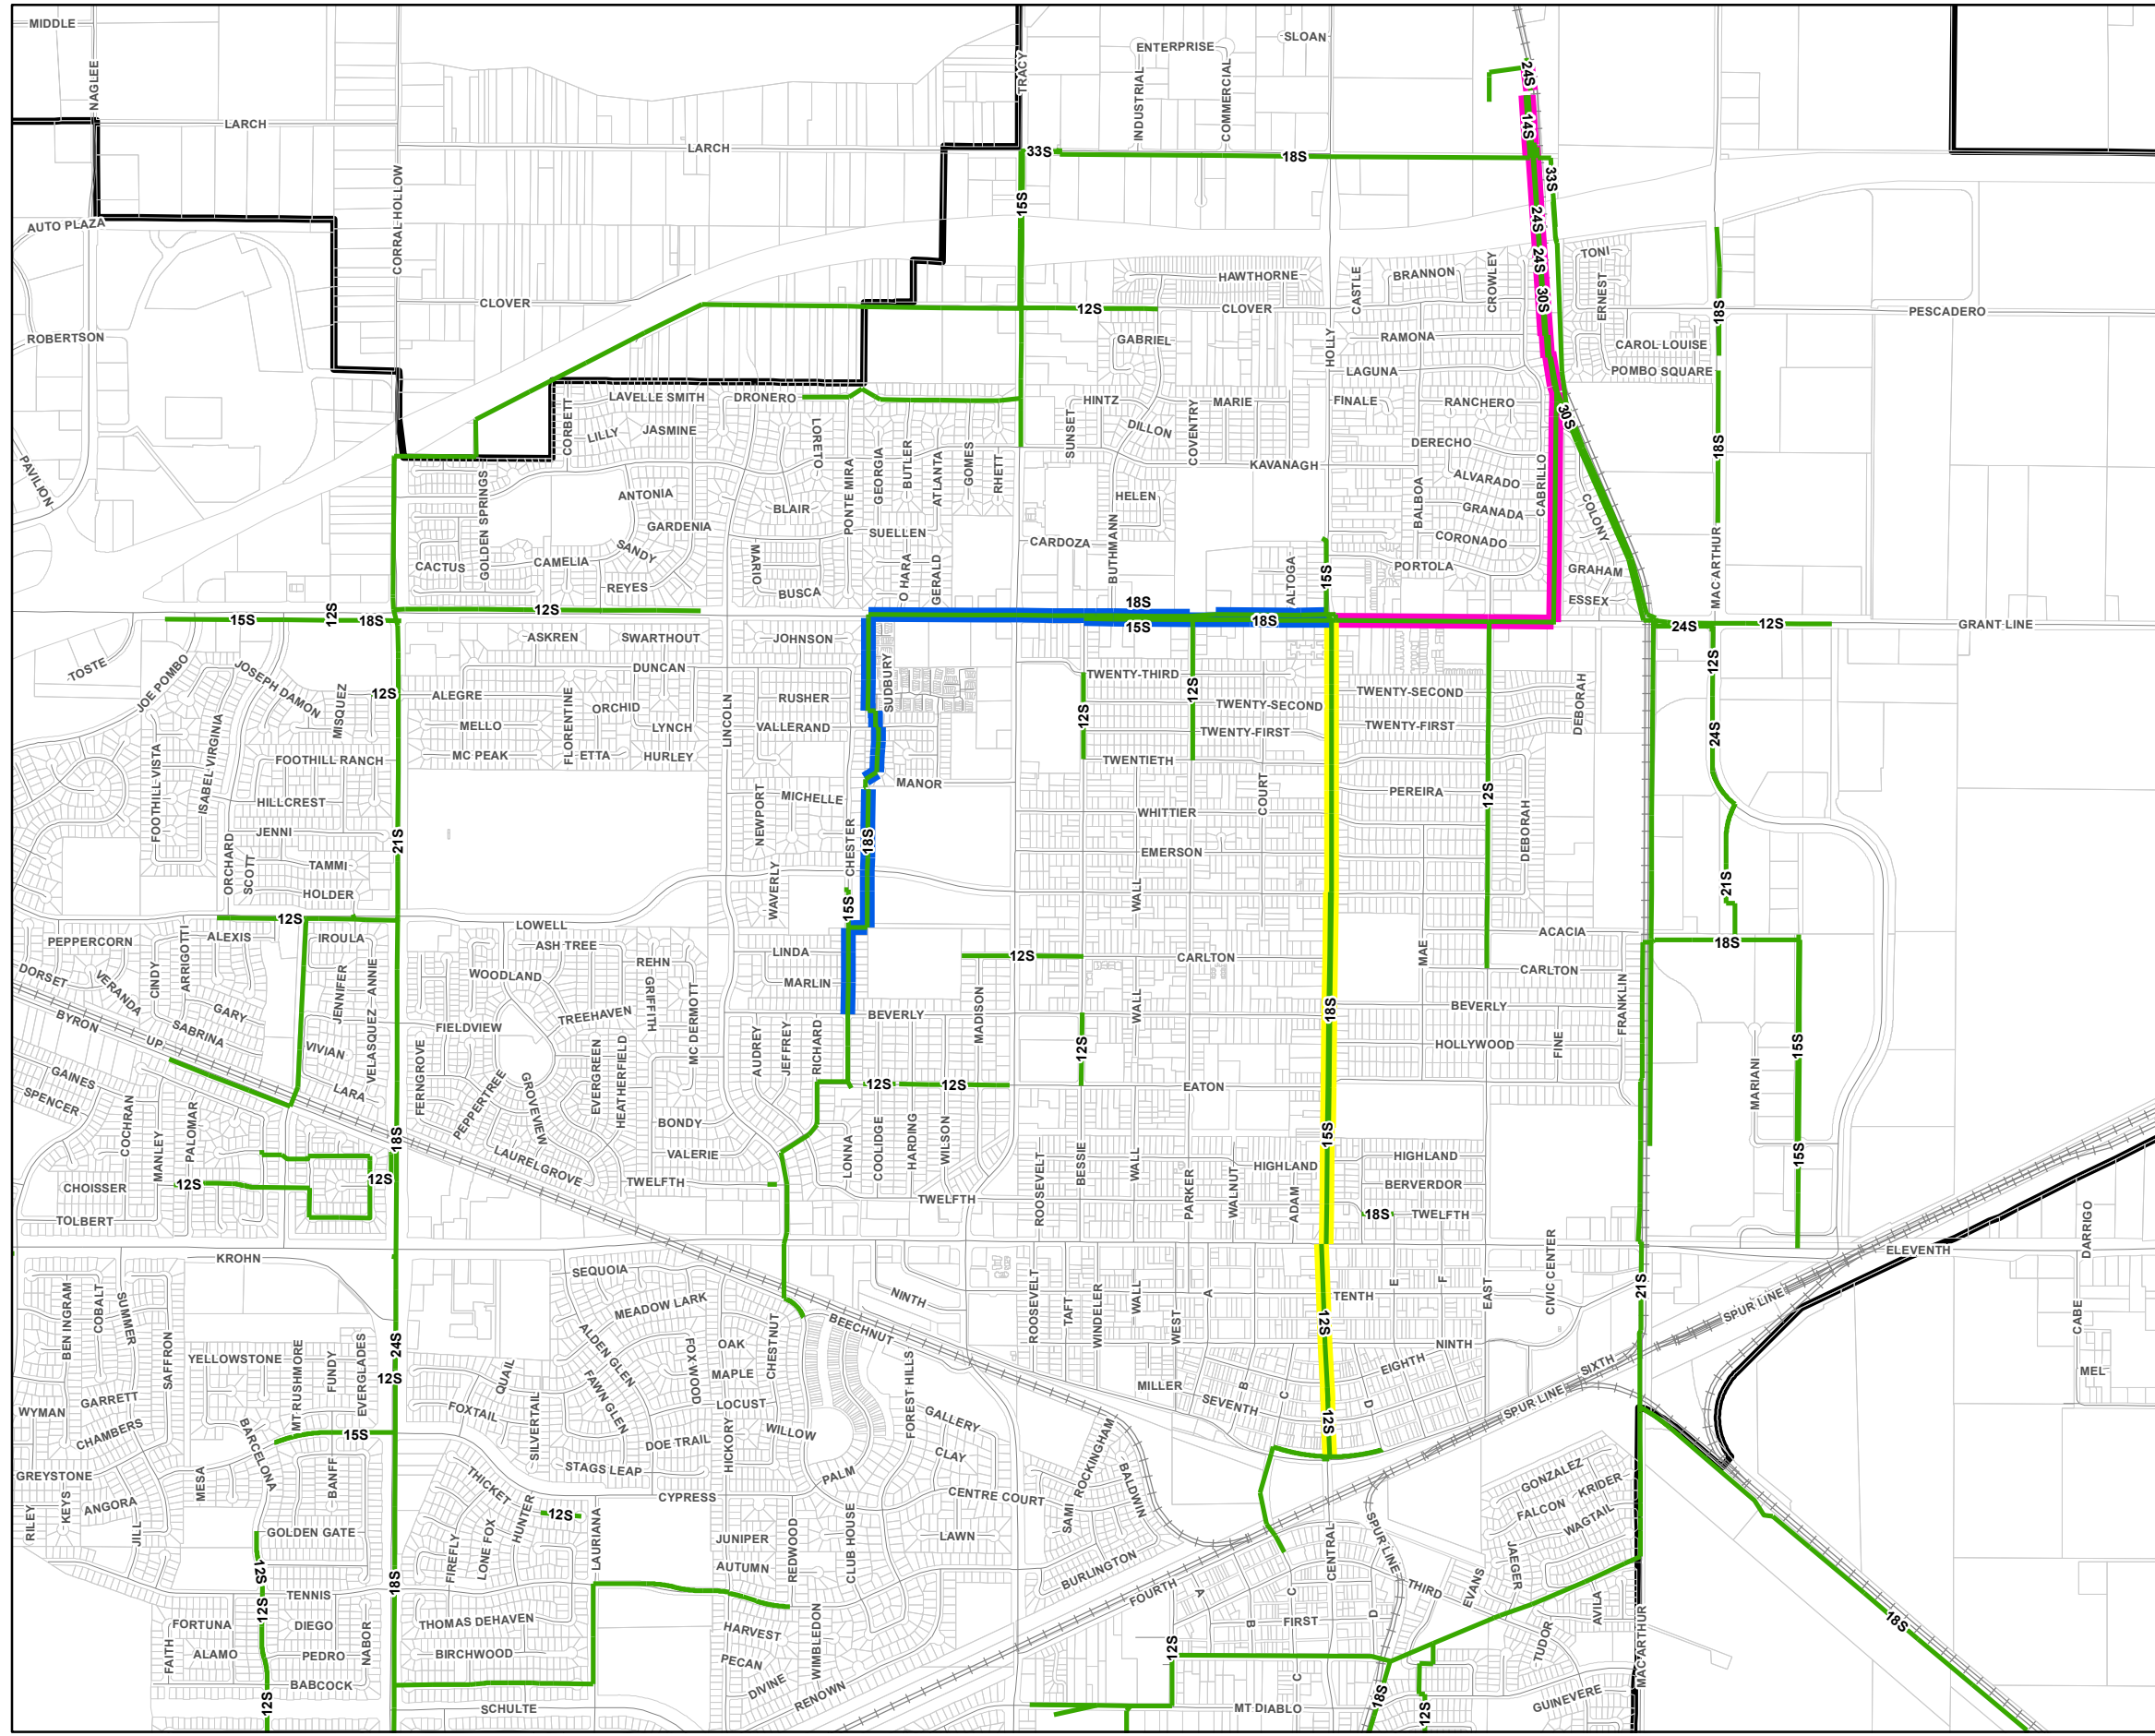 MIDDLE
SLOAN
ENTERPRISE
NAGLEE
TRACY
INDUSTRIAL
COMMERCIAL
24S
14S
LARCH
LARCH
33S
18S
33S
CORRAL HOLLOW
15S
24S
AUTO PLAZA
HAWTHORNE
CASTLE
BRANNON
CROWLEY
24S
TONI
ERNEST
30S
CLOVER
12S
CLOVER
18S
PESCADERO
ROBERTSON
GABRIEL
HOLLY
RAMONA
CAROL LOUISE
LAGUNA
POMBO SQUARE
LAVELLE SMITH
DRONERO
HINTZ
MARIE
FINALE
RANCHERO
30S
CORBETT
LILLY
JASMINE
LORETO
SUNSET
DILLON
COVENTRY
DERECHO
18S
PAVILION
PONTE MIRA
GEORGIA
BUTLER
ATLANTA
GOMES
RHETT
KAVANAGH
ALVARADO
CABRILLO
GOLDEN SPRINGS
ANTONIA
BLAIR
HELEN
BALBOA
GRANADA
COLONY
GARDENIA
SUELLEN
CARDOZA
BUTHMANN
CORONADO
MACARTHUR
CACTUS
CAMELIA
SANDY
MARIO
O HARA
GERALD
ALTOGA
15S
PORTOLA
GRAHAM
REYES
BUSCA
ESSEX
15S
12S
18S
12S
18S
15S
18S
24S
12S
GRANT LINE
ASKREN
SWARTHOUT
JOHNSON
TOSTE
JOE POMBO
JOSEPH DAMON
DUNCAN
SUDBURY
TWENTY-THIRD
12S
12S
MISQUEZ
12S
ALEGRE
FLORENTINE
ORCHID
RUSHER
TWENTY-SECOND
TWENTY-SECOND
DEBORAH
12S
ISABEL VIRGINIA
MELLO
LYNCH
LINCOLN
VALLERAND
TWENTY-FIRST
TWENTY-FIRST
24S
FOOTHILL VISTA
FOOTHILL RANCH
MC PEAK
ETTA
HURLEY
TWENTIETH
MANOR
COURT
PEREIRA
12S
HILLCREST
NEWPORT
MICHELLE
WHITTIER
DEBORAH
JENNI
21S
CHESTER
18S
EMERSON
ORCHARD
SCOTT
TAMMI
HOLDER
WAVERLY
15S
WALL
21S
12S
LOWELL
PEPPERCORN
ALEXIS
IROULA
ASH TREE
LINDA
12S
CARLTON
MAE
ACACIA
18S
DORSET
VERANDA
CINDY
ARRIGOTTI
JENNIFER
ANNIE
WOODLAND
REHN
GRIFFITH
MC DERMOTT
MARLIN
MADISON
CARLTON
GARY
TREEHAVEN
BEVERLY
WALL
18S
BEVERLY
FRANKLIN
BYRON
UP
SABRINA
VELASQUEZ
FIELDVIEW
AUDREY
JEFFREY
RICHARD
12S
HOLLYWOOD
FINE
15S
VIVIAN
FERNGROVE
GAINES
SPENCER
LARA
PEPPERTREE
GROVEVIEW
EVERGREEN
HEATHERFIELD
12S
12S
EATON
MARIANI
COCHRAN
MANLEY
PALOMAR
18S
BONDY
LONNA
COOLIDGE
HARDING
WILSON
15S
VALERIE
LAURELGROVE
ROOSEVELT
BESSIE
WALL
HIGHLAND
HIGHLAND
15S
CHOISSER
12S
12S
TWELFTH
TWELFTH
PARKER
WALNUT
ADAM
BERVERDOR
TOLBERT
18S
TWELFTH
DARRIGO
KROHN
ELEVENTH
SEQUOIA
CIVIC CENTER
21S
BEN INGRAM
COBALT
SUMMER
MEADOW LARK
NINTH
ROOSEVELT
TAFT
WINDELER
WALL
WEST
A
E
F
EAST
TENTH
SPUR LINE
CABE
SAFFRON
YELLOWSTONE
MT RUSHMORE
FUNDY
EVERGLADES
24S
ALDEN GLEN
FOXWOOD
OAK
CHESTNUT
BEECHNUT
12S
NINTH
12S
QUAIL
FAWN GLEN
MAPLE
FOREST HILLS
MILLER
B
C
D
EIGHTH
SIXTH
MEL
WYMAN
GARRETT
CHAMBERS
FOXTAIL
LOCUST
SEVENTH
SPUR LINE
BARCELONA
15S
SILVERTAIL
DOE TRAIL
HICKORY
WILLOW
GALLERY
12S
GREYSTONE
MESA
BANFF
STAGS LEAP
PALM
CLAY
ROCKINGHAM
BALDWIN
GONZALEZ
RILEY
KEYS
ANGORA
JILL
THICKET
CYPRESS
CENTRE COURT
SAMI
FALCON
KRIDER
GOLDEN GATE
HUNTER
12S
LAURIANA
JUNIPER
CLUB HOUSE
LAWN
CENTRAL
SPUR LINE
WAGTAIL
FIREFLY
LONE FOX
AUTUMN
REDWOOD
BURLINGTON
JAEGER
12S
TENNIS
18S
FOURTH
A
C
THIRD
EVANS
12S
FORTUNA
DIEGO
THOMAS DEHAVEN
HARVEST
B
FIRST
D
AVILA
18S
FAITH
ALAMO
PEDRO
NABOR
BIRCHWOOD
PECAN
WIMBLEDON
12S
TUDOR
MACARTHUR
BABCOCK
DIVINE
RENOWN
C
18S
GUINEVERE
12S
SCHULTE
MT DIABLO
12S